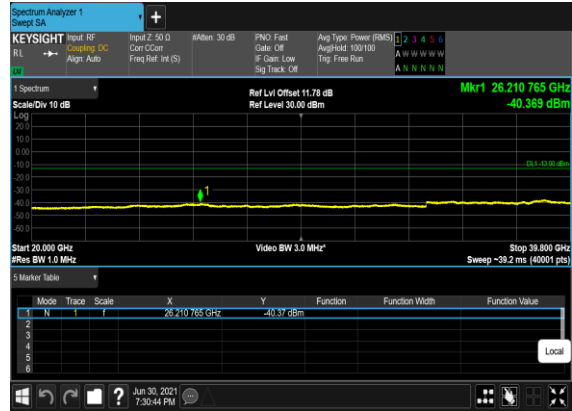 Spectrum Analyzer 1
Swept SA
+
KEYSIGHT Input: RF Input Z: 50 Ω #Atten: 30 dB PNO: Fast Avg Type: Power (RMS) 1 2 3 4 5 6
RL Coupling: DC Corr CCorr Gate: Off Avg|Hold: 100/100 A W W W W W
Align: Auto Freq Ref: Int (S) IF Gain: Low Trig: Free Run
Sig Track: Off A N N N N N
1 Spectrum Ref Lvl Offset 11.78 dB Mkr1 26.210 765 GHz
Scale/Div 10 dB Ref Level 30.00 dBm -40.369 dBm
Log
20.0
10.0
0.00
-10.0 DL1 -13.00 dBm
-20.0
-30.0 1
-40.0
-50.0
-60.0
Start 20.000 GHz Video BW 3.0 MHz* Stop 39.800 GHz
#Res BW 1.0 MHz Sweep ~39.2 ms (40001 pts)
5 Marker Table
Mode Trace Scale X Y Function Function Width Function Value
1 N 1 f 26.210 765 GHz -40.37 dBm
2
3
4
5
6
Local
? Jun 30, 2021
7:30:44 PM